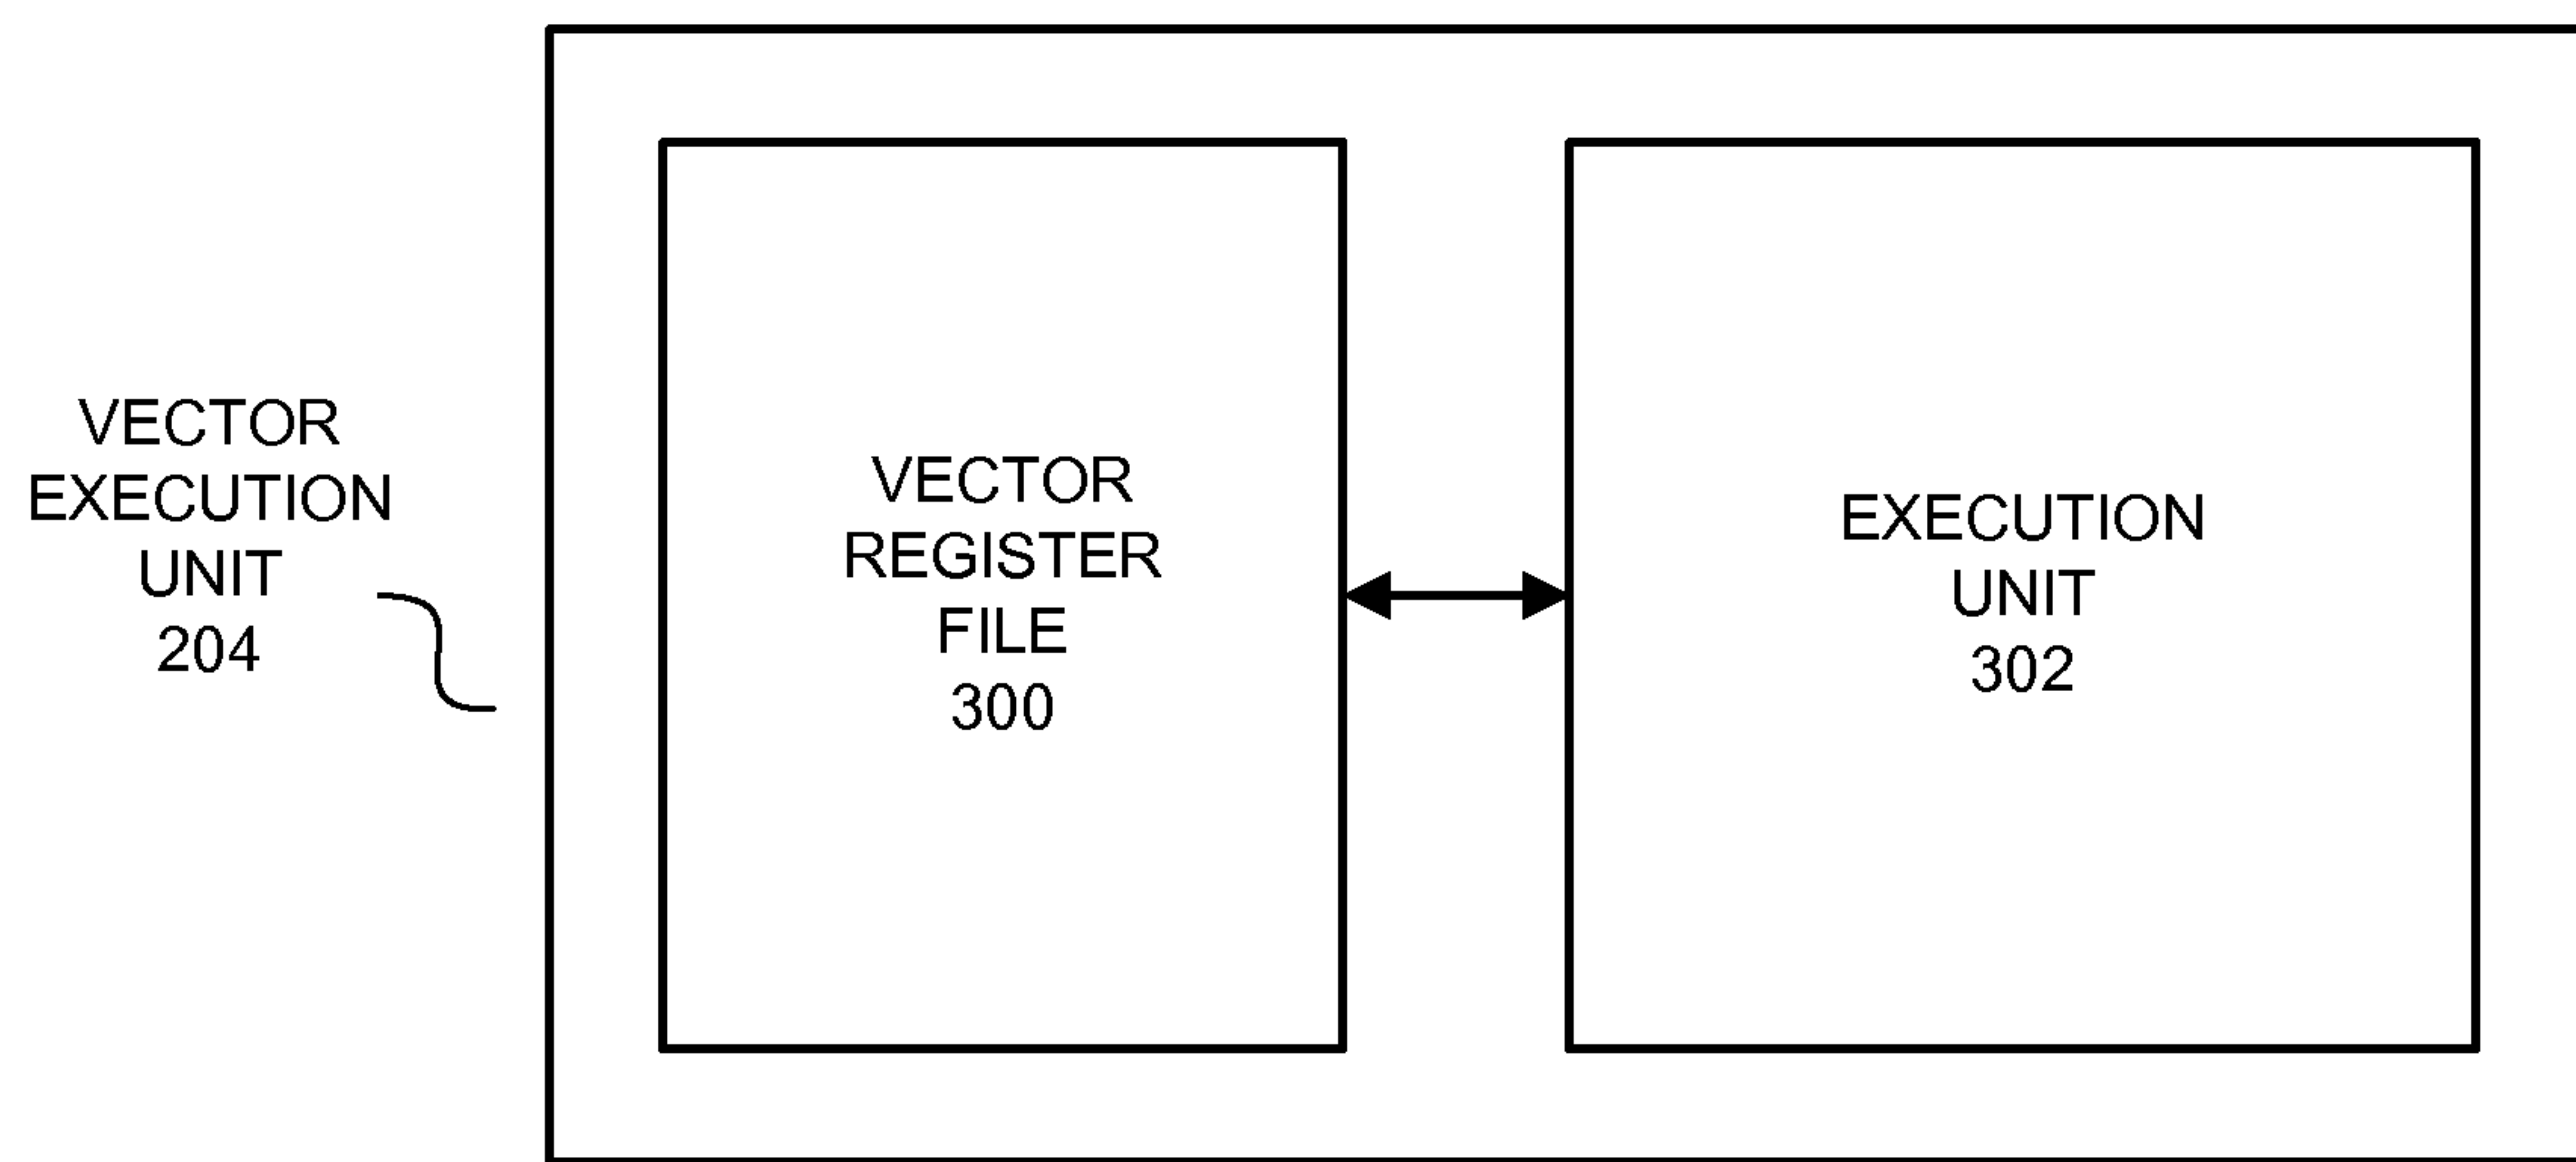 VECTOR
EXECUTION
UNIT
204
VECTOR
REGISTER
FILE
300
EXECUTION
UNIT
302